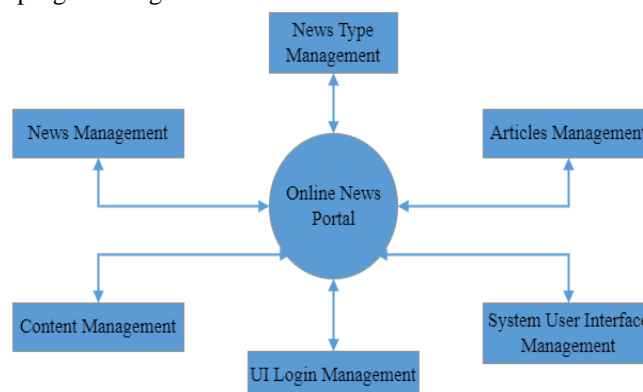 News Type
Management
News Management
Articles Management
Online News
Portal
Content Management
System User Interface
Management
UI Login Management